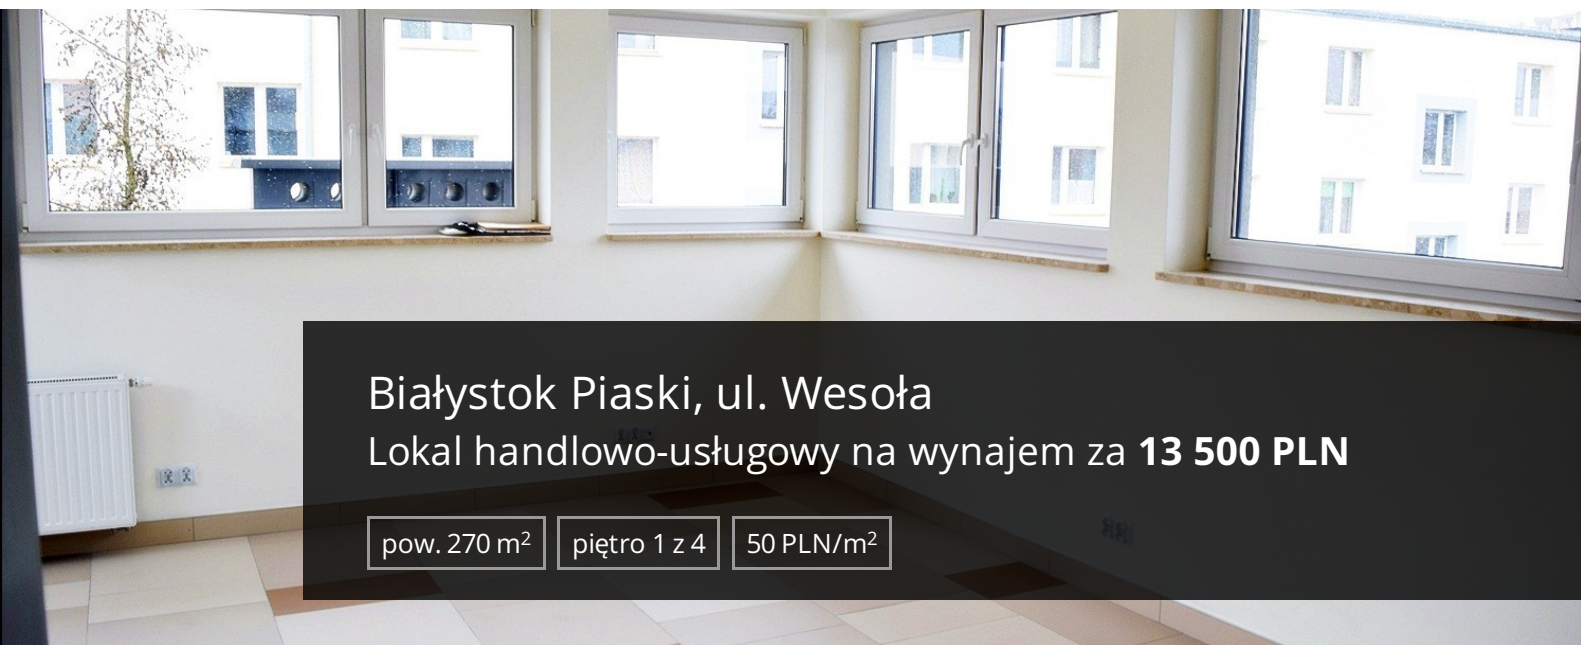 Białystok Piaski, ul. Wesoła
Lokal handlowo-usługowy na wynajem za 13 500 PLN
pow. 270 m² piętro 1 z 4 50 PLN/m²